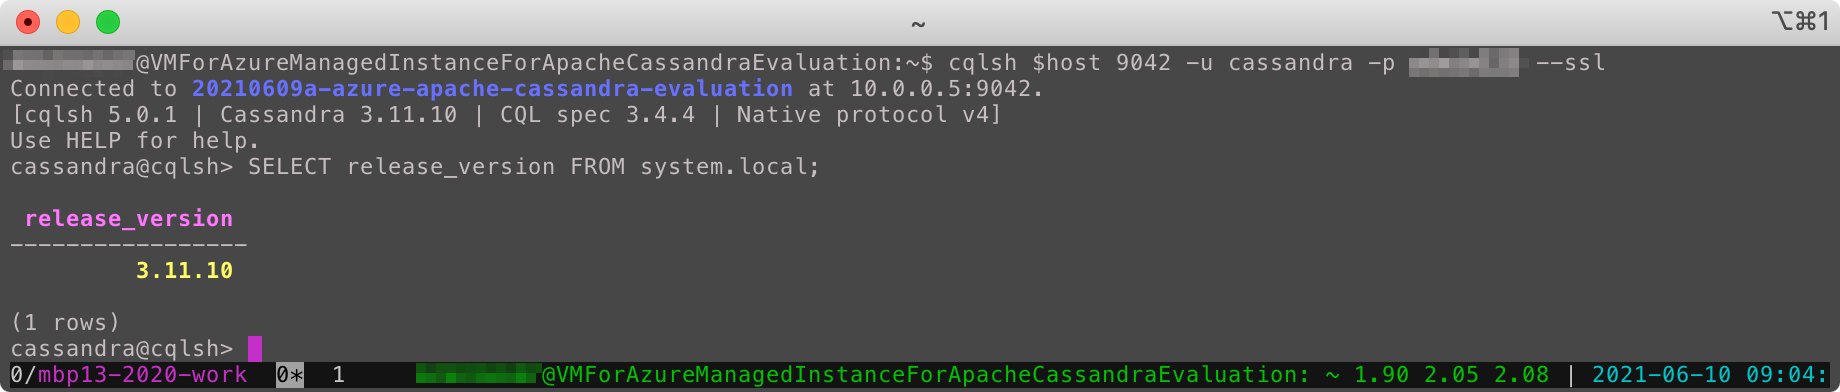 ~ ⌥⌘1
@VMForAzureManagedInstanceForApacheCassandraEvaluation:~$ cqlsh $host 9042 -u cassandra -p --ssl
Connected to 20210609a-azure-apache-cassandra-evaluation at 10.0.0.5:9042.
[cqlsh 5.0.1 | Cassandra 3.11.10 | CQL spec 3.4.4 | Native protocol v4]
Use HELP for help.
cassandra@cqlsh> SELECT release_version FROM system.local;
release_version
-----------------
3.11.10
(1 rows)
cassandra@cqlsh>
0/mbp13-2020-work 0* 1 @VMForAzureManagedInstanceForApacheCassandraEvaluation: ~ 1.90 2.05 2.08 | 2021-06-10 09:04: